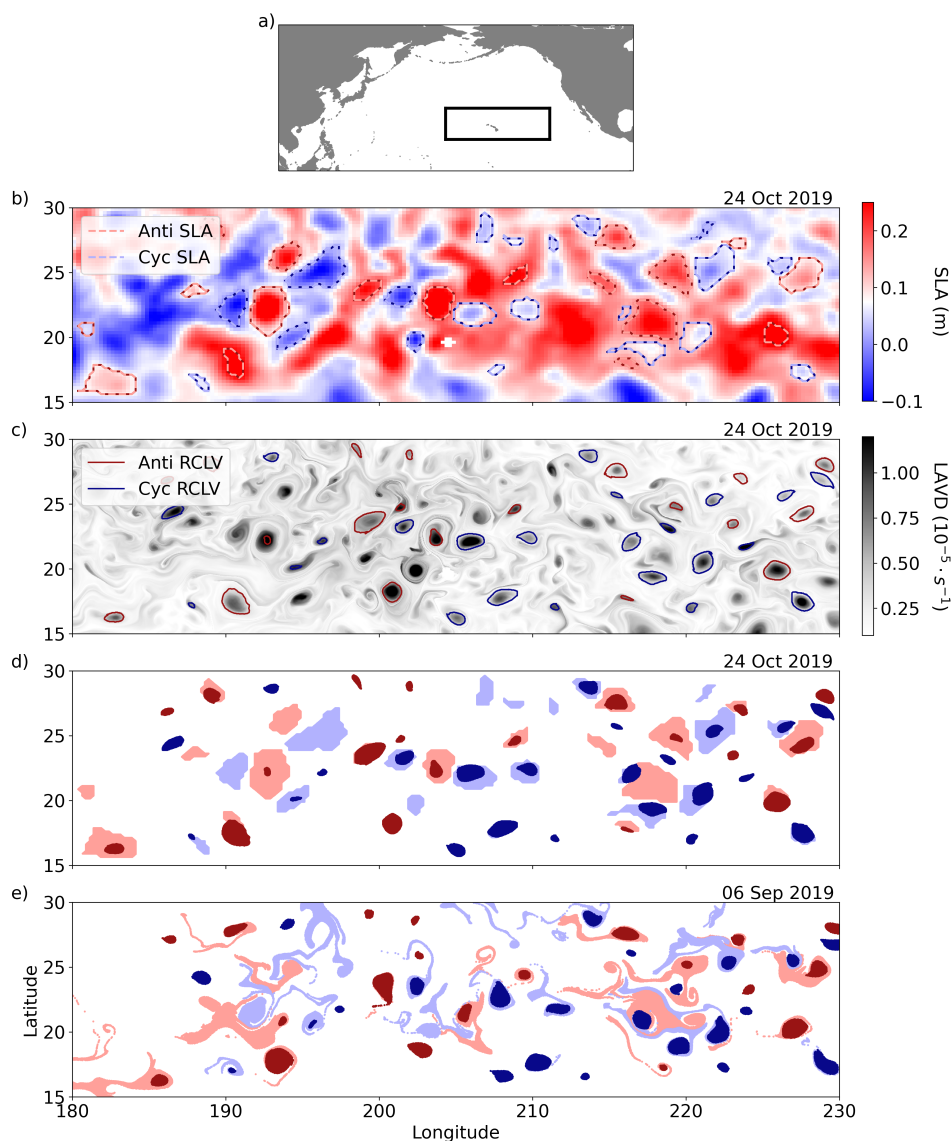 a)
b)
24 Oct 2019
30
25
20
15
Anti SLA
Cyc SLA
0.2
0.1
0.0
−0.1
SLA (m)
c)
24 Oct 2019
30
25
20
15
Anti RCLV
Cyc RCLV
1.00
0.75
0.50
0.25
LAVD (10⁻⁵ · s⁻¹)
d)
24 Oct 2019
30
25
20
15
e)
06 Sep 2019
30
25
20
15
Latitude
180
190
200
210
220
230
Longitude